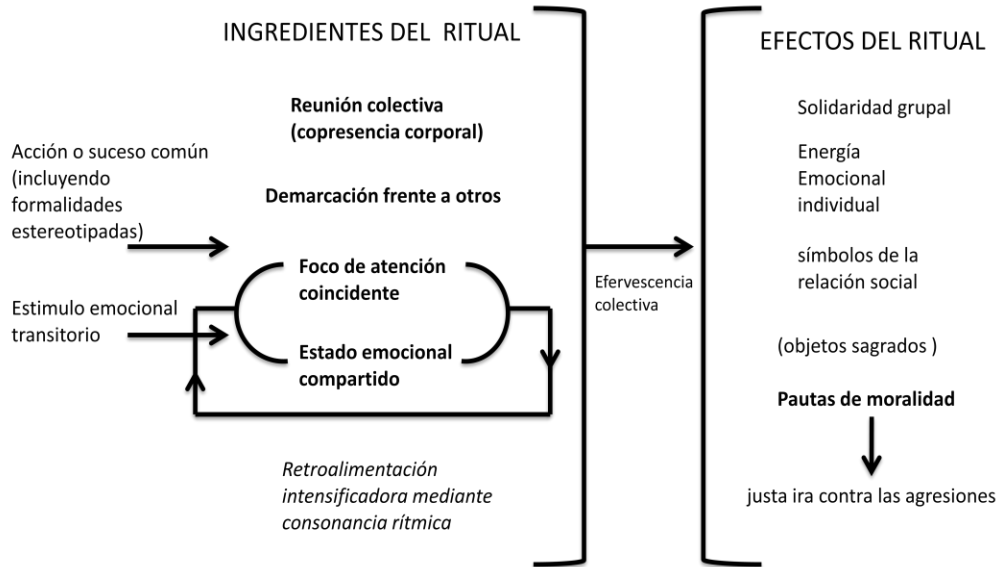 INGREDIENTES DEL RITUAL
Reunión colectiva
(copresencia corporal)
Acción o suceso común
(incluyendo
formalidades
estereotipadas)
Demarcación frente a otros
Foco de atención
coincidente
Estimulo emocional
transitorio
Estado emocional
compartido
Retroalimentación
intensificadora mediante
consonancia rítmica
Efervescencia
colectiva
EFECTOS DEL RITUAL
Solidaridad grupal
Energía
Emocional
individual
símbolos de la
relación social
(objetos sagrados )
Pautas de moralidad
justa ira contra las agresiones